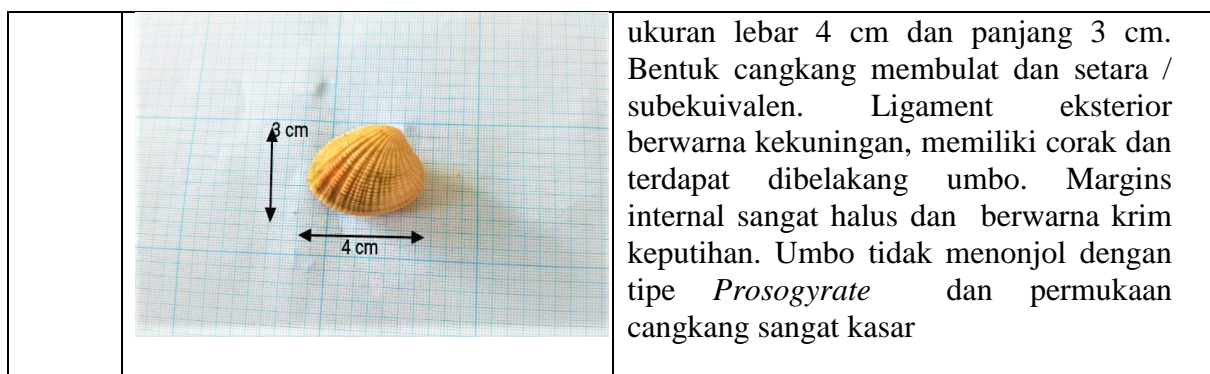 3 cm
4 cm
ukuran lebar 4 cm dan panjang 3 cm.
Bentuk cangkang membulat dan setara /
subekuivalen. Ligament eksterior
berwarna kekuningan, memiliki corak dan
terdapat dibelakang umbo. Margins
internal sangat halus dan berwarna krim
keputihan. Umbo tidak menonjol dengan
tipe Prosogyrate dan permukaan
cangkang sangat kasar